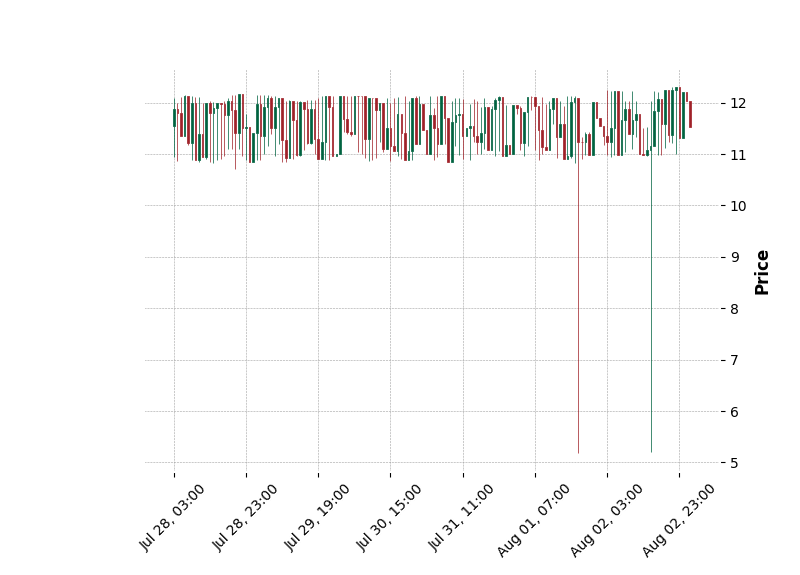 12
11
10
9
8
7
6
5
Price
Jul 28, 03:00
Jul 28, 23:00
Jul 29, 19:00
Jul 30, 15:00
Jul 31, 11:00
Aug 01, 07:00
Aug 02, 03:00
Aug 02, 23:00